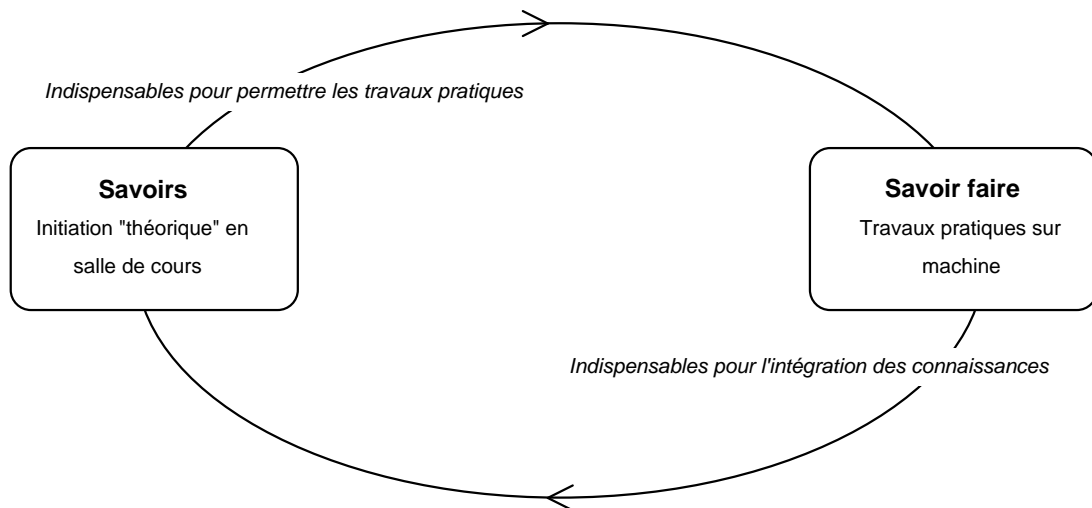 Indispensables pour permettre les travaux pratiques
Savoirs
Initiation "théorique" en
salle de cours
Savoir faire
Travaux pratiques sur
machine
Indispensables pour l'intégration des connaissances